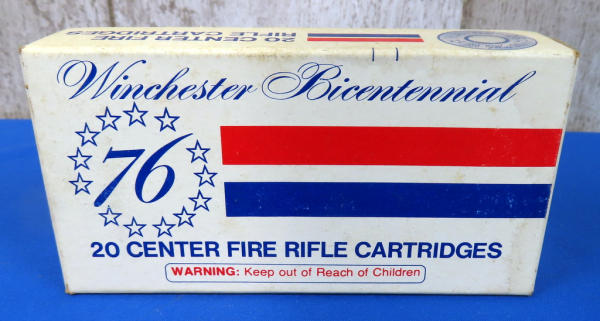 20 CENTER FIRE
RIFLE CARTRIDGES
Winchester Bicentennial
76
20 CENTER FIRE RIFLE CARTRIDGES
WARNING: Keep out of Reach of Children